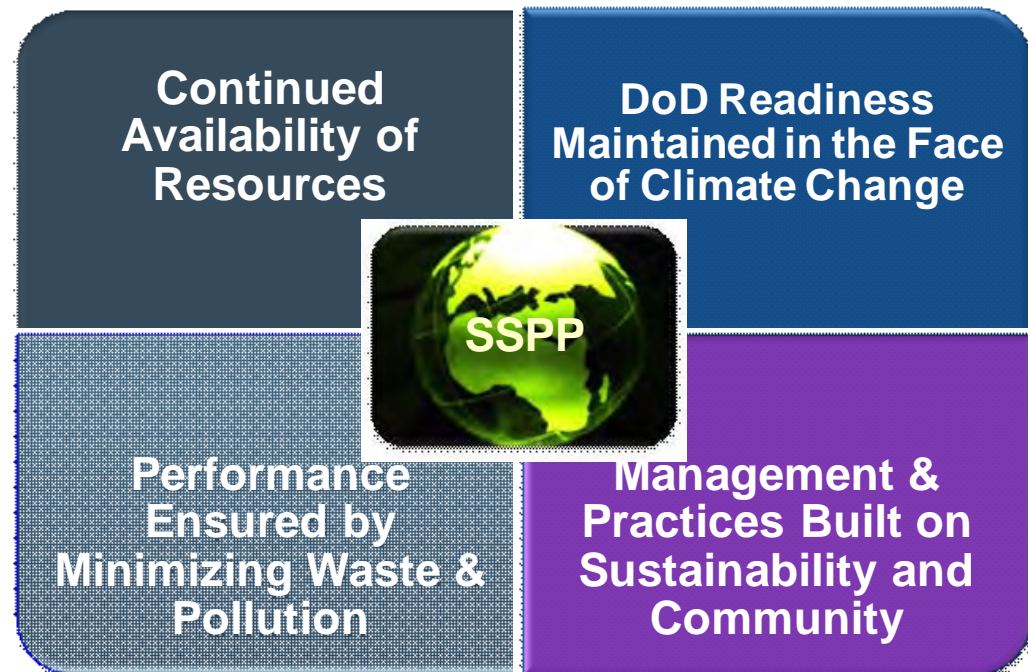 Continued
Availability of
Resources
DoD Readiness
Maintained in the Face
of Climate Change
SSPP
Performance
Ensured by
Minimizing Waste &
Pollution
Management &
Practices Built on
Sustainability and
Community